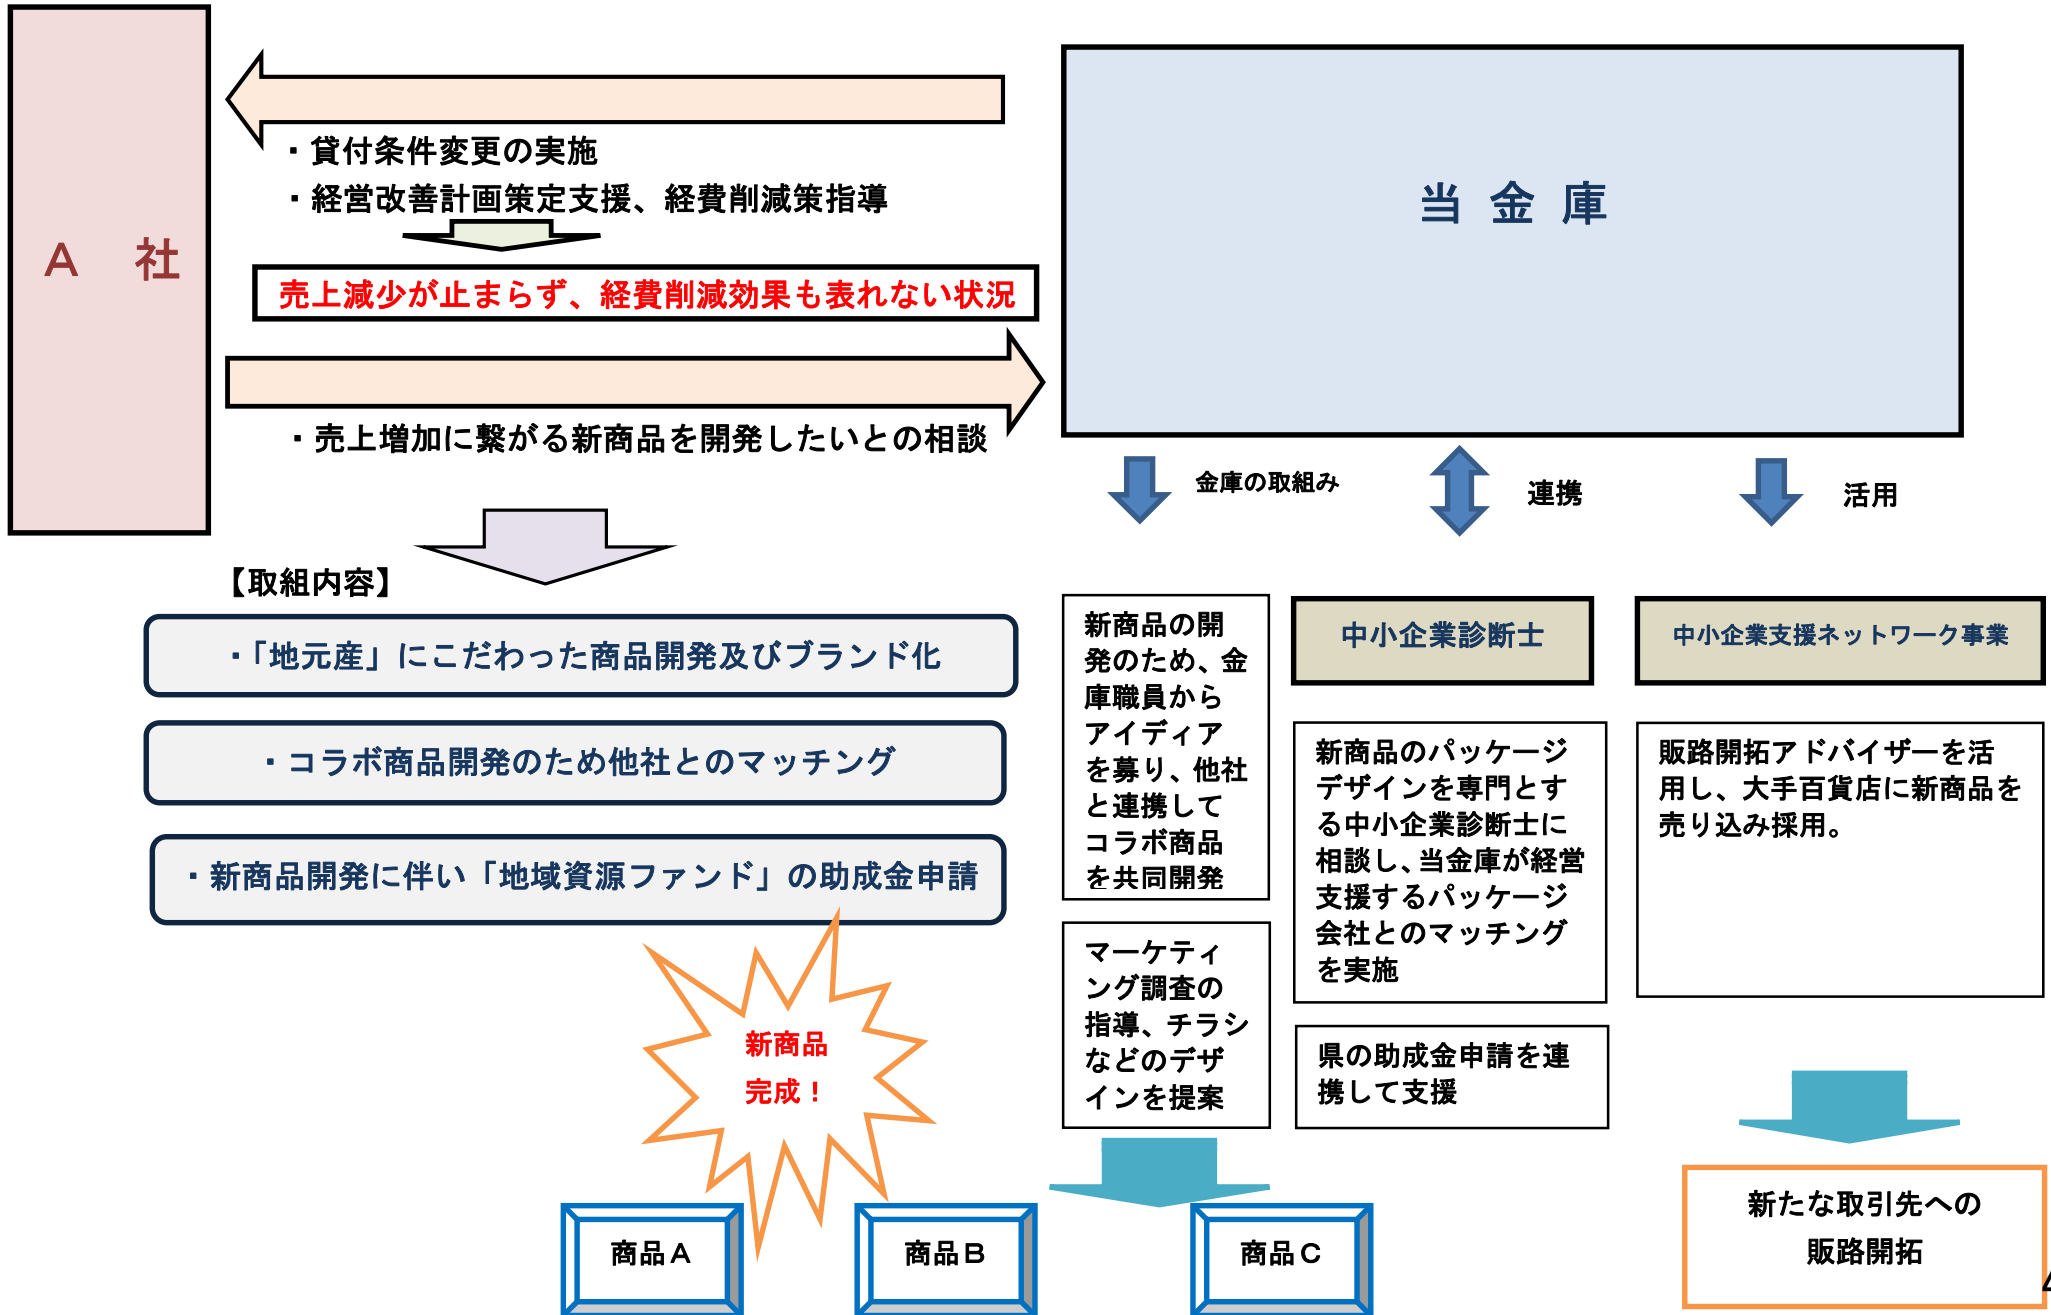 Ａ　社
・貸付条件変更の実施
・経営改善計画策定支援、経費削減策指導
売上減少が止まらず、経費削減効果も表れない状況
・売上増加に繋がる新商品を開発したいとの相談
当 金 庫
金庫の取組み
連携
活用
【取組内容】
・「地元産」にこだわった商品開発及びブランド化
・コラボ商品開発のため他社とのマッチング
・新商品開発に伴い「地域資源ファンド」の助成金申請
新商品の開
発のため、金
庫職員から
アイディア
を募り、他社
と連携して
コラボ商品
を共同開発
マーケティ
ング調査の
指導、チラシ
などのデザ
インを提案
中小企業診断士
新商品のパッケージ
デザインを専門とす
る中小企業診断士に
相談し、当金庫が経営
支援するパッケージ
会社とのマッチング
を実施
県の助成金申請を連
携して支援
中小企業支援ネットワーク事業
販路開拓アドバイザーを活
用し、大手百貨店に新商品を
売り込み採用。
新商品
完成！
商品Ａ
商品Ｂ
商品Ｃ
新たな取引先への
販路開拓